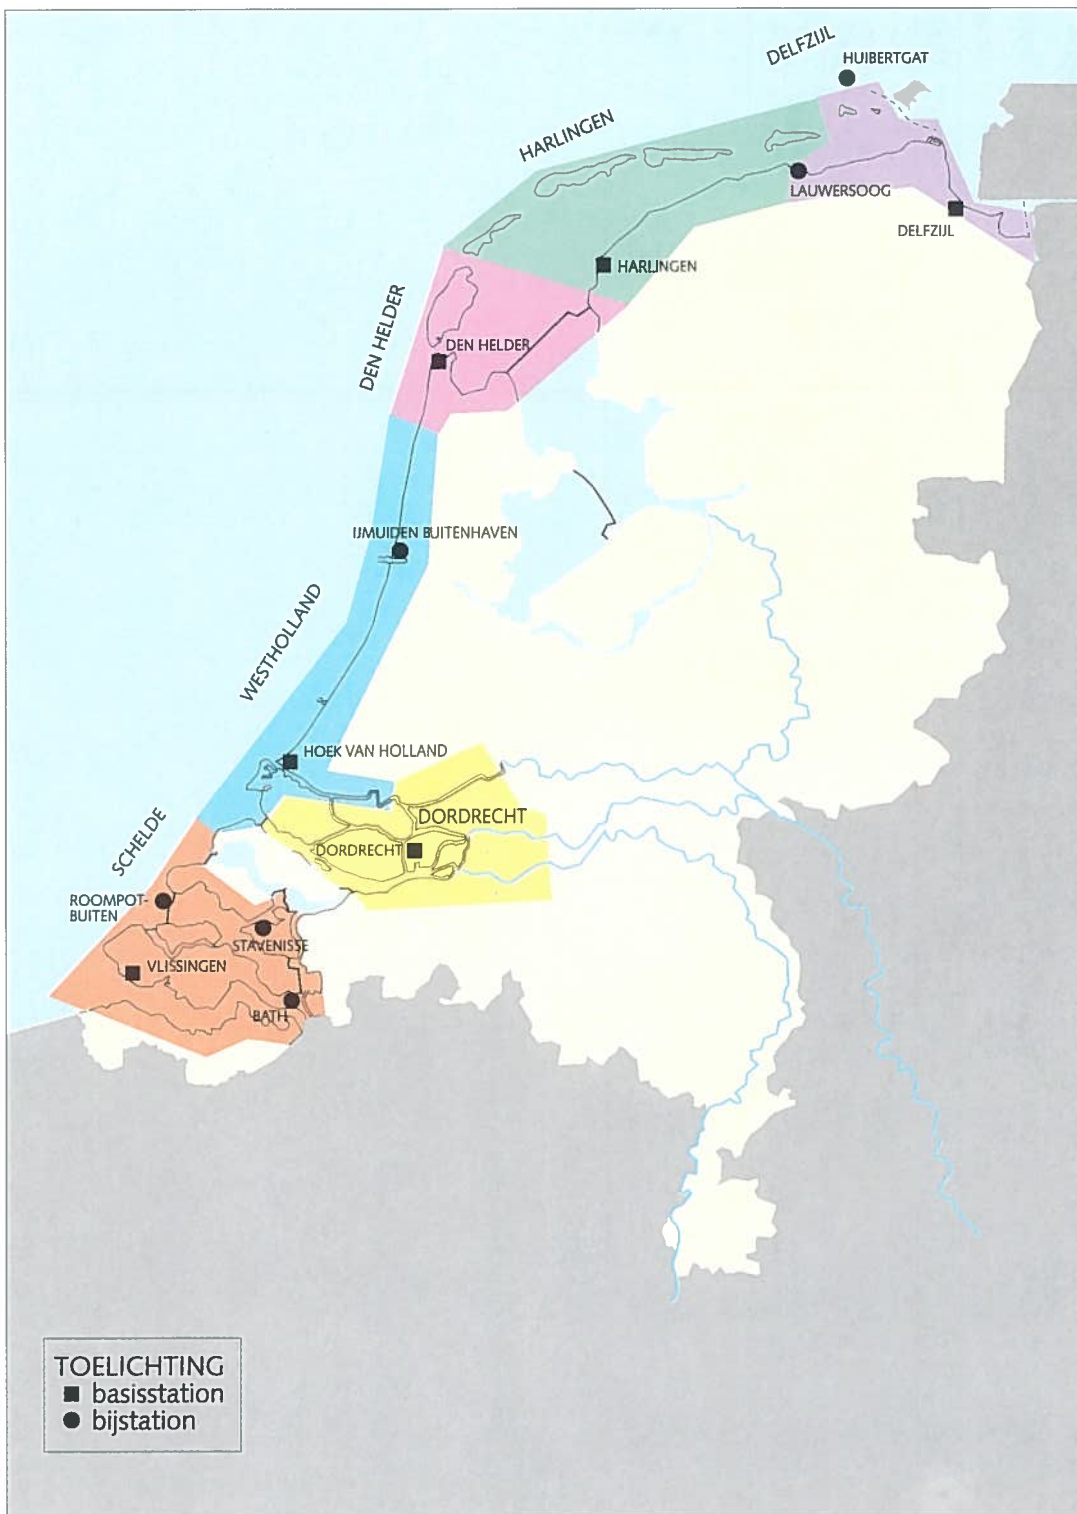 DELFZIJL
HUIBERTGAT
HARLINGEN
LAUWERSOOG
DELFZIJL
HARLINGEN
DEN HELDER
DEN HELDER
IJMUIDEN BUITENHAVEN
WESTHOLLAND
HOEK VAN HOLLAND
SCHELDE
DORDRECHT
DORDRECHT
ROOMPOT-
BUITEN
STAVENISSE
VLISSINGEN
BATH
TOELICHTING
basisstation
bijstation